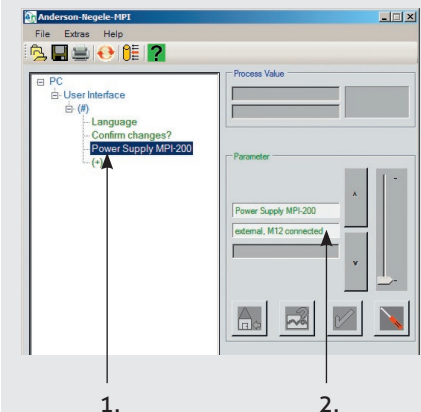 Anderson-Negele-MPI
File Extras Help
?
Process Value
PC
User Interface
(#)
Language
Confirm changes?
Power Supply MPI-200
(+)
Parameter
Power Supply MPI-200
external, M12 connected
1. 2.